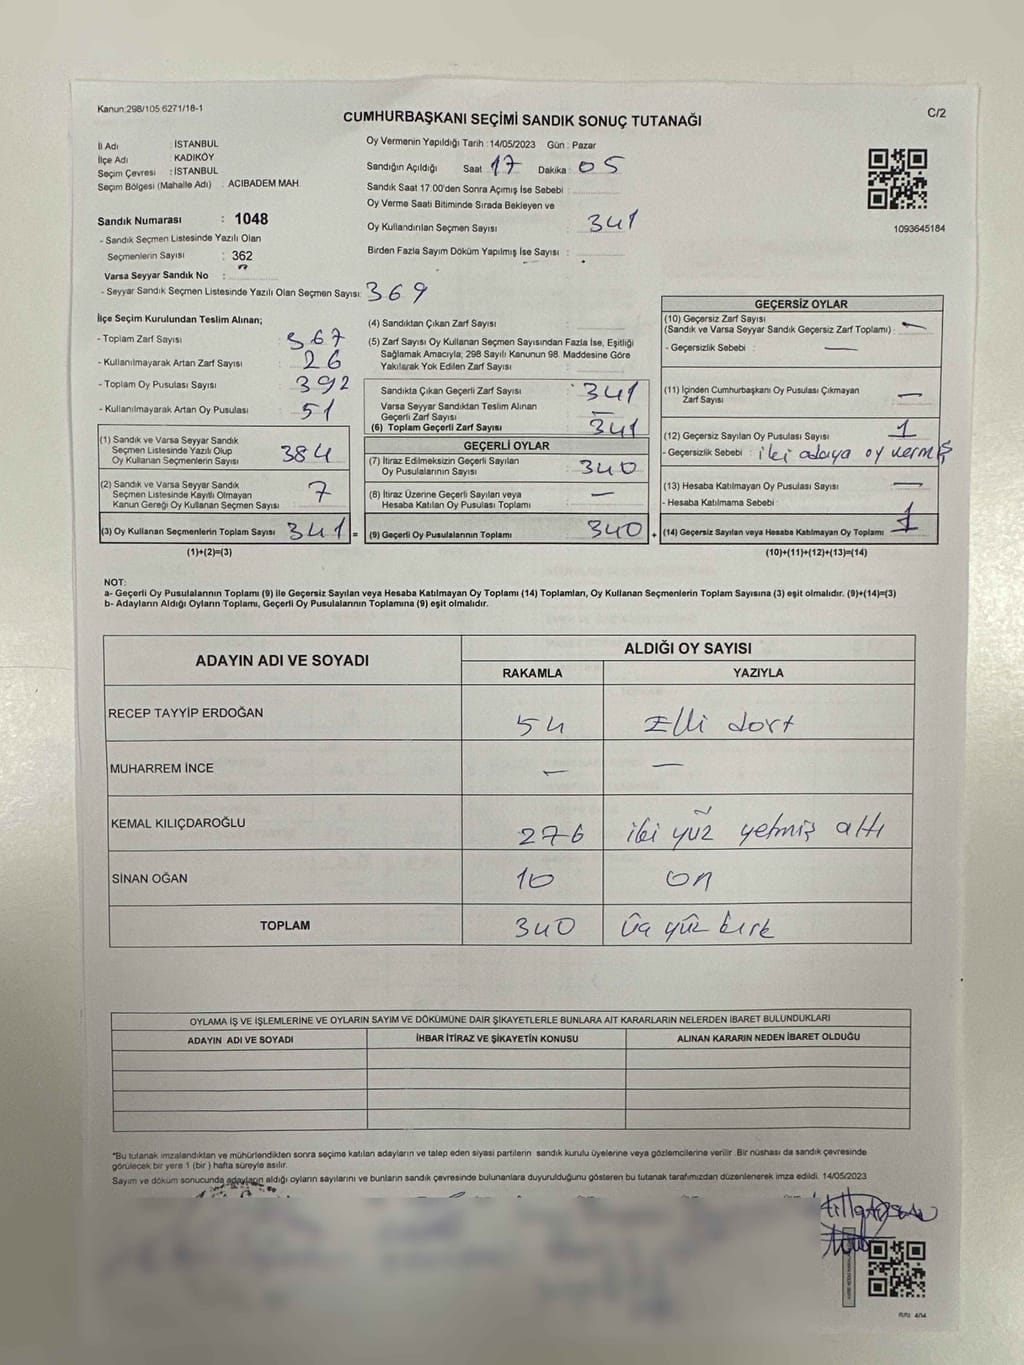 Kanun:298/105 6271/18-1
C/2
CUMHURBAŞKANI SEÇİMİ SANDIK SONUÇ TUTANAĞI
İl Adı : İSTANBUL
İlçe Adı : KADIKÖY
Seçim Çevresi : İSTANBUL
Seçim Bölgesi (Mahalle Adı) : ACIBADEM MAH.
Sandık Numarası : 1048
- Sandık Seçmen Listesinde Yazılı Olan
Seçmenlerin Sayısı : 362
Varsa Seyyar Sandık No :
- Seyyar Sandık Seçmen Listesinde Yazılı Olan Seçmen Sayısı: 369
Oy Vermenin Yapıldığı Tarih : 14/05/2023 Gün : Pazar
Sandığın Açıldığı Saat 17 Dakika : 05
Sandık Saat 17.00'den Sonra Açımış İse Sebebi :
Oy Verme Saati Bitiminde Sırada Bekleyen ve
Oy Kullandırılan Seçmen Sayısı : 341
Birden Fazla Sayım Döküm Yapılmış İse Sayısı :
1093645184
İlçe Seçim Kurulundan Teslim Alınan;
- Toplam Zarf Sayısı : 367
- Kullanılmayarak Artan Zarf Sayısı : 26
- Toplam Oy Pusulası Sayısı : 392
- Kullanılmayarak Artan Oy Pusulası : 51
(1) Sandık ve Varsa Seyyar Sandık
Seçmen Listesinde Yazılı Olup
Oy Kullanan Seçmenlerin Sayısı : 384
(2) Sandık ve Varsa Seyyar Sandık
Seçmen Listesinde Kayıtlı Olmayan
Kanun Gereği Oy Kullanan Seçmen Sayısı : 7
(3) Oy Kullanan Seçmenlerin Toplam Sayısı : 341 =
(1)+(2)=(3)
(4) Sandıktan Çıkan Zarf Sayısı :
(5) Zarf Sayısı Oy Kullanan Seçmen Sayısından Fazla İse, Eşitliği
Sağlamak Amacıyla, 298 Sayılı Kanunun 98. Maddesine Göre
Yakılarak Yok Edilen Zarf Sayısı :
Sandıkta Çıkan Geçerli Zarf Sayısı : 341
Varsa Seyyar Sandıktan Teslim Alınan
Geçerli Zarf Sayısı : —
(6) Toplam Geçerli Zarf Sayısı : 341
GEÇERLİ OYLAR
(7) İtiraz Edilmeksizin Geçerli Sayılan
Oy Pusulalarının Sayısı : 340
(8) İtiraz Üzerine Geçerli Sayılan veya
Hesaba Katılan Oy Pusulası Toplamı : —
(9) Geçerli Oy Pusulalarının Toplamı : 340 +
GEÇERSİZ OYLAR
(10) Geçersiz Zarf Sayısı
(Sandık ve Varsa Seyyar Sandık Geçersiz Zarf Toplamı) : —
- Geçersizlik Sebebi : —
(11) İçinden Cumhurbaşkanı Oy Pusulası Çıkmayan
Zarf Sayısı : —
(12) Geçersiz Sayılan Oy Pusulası Sayısı : 1
- Geçersizlik Sebebi : iki adaya oy vermiş
(13) Hesaba Katılmayan Oy Pusulası Sayısı : —
- Hesaba Katılmama Sebebi :
(14) Geçersiz Sayılan veya Hesaba Katılmayan Oy Toplamı : 1
(10)+(11)+(12)+(13)=(14)
NOT:
a- Geçerli Oy Pusulalarının Toplamı (9) ile Geçersiz Sayılan veya Hesaba Katılmayan Oy Toplamı (14) Toplamları, Oy Kullanan Seçmenlerin Toplam Sayısına (3) eşit olmalıdır. (9)+(14)=(3)
b- Adayların Aldığı Oyların Toplamı, Geçerli Oy Pusulalarının Toplamına (9) eşit olmalıdır.
ADAYIN ADI VE SOYADI
ALDIĞI OY SAYISI
RAKAMLA YAZIYLA
RECEP TAYYİP ERDOĞAN 54 Elli dört
MUHARREM İNCE — —
KEMAL KILIÇDAROĞLU 276 iki yüz yetmiş altı
SİNAN OĞAN 10 on
TOPLAM 340 Üç yüz kırk
OYLAMA İŞ VE İŞLEMLERİNE VE OYLARIN SAYIM VE DÖKÜMÜNE DAİR ŞİKAYETLERLE BUNLARA AİT KARARLARIN NELERDEN İBARET BULUNDUKLARI
ADAYIN ADI VE SOYADI İHBAR İTİRAZ VE ŞİKAYETİN KONUSU ALINAN KARARIN NEDEN İBARET OLDUĞU
*Bu tutanak imzalandıktan ve mühürlendikten sonra seçime katılan adayların ve talep eden siyasi partilerin sandık kurulu üyelerine veya gözlemcilerine verilir. Bir nüshası da sandık çevresinde
görülecek bir yere 1 (bir) hafta süreyle asılır.
Sayım ve döküm sonucunda adayların aldığı oyların sayılarını ve bunların sandık çevresinde bulunanlara duyurulduğunu gösteren bu tutanak tarafımızdan düzenlenerek imza edildi. 14/05/2023